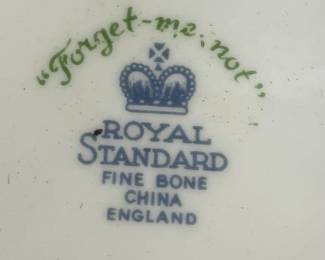 "Forget-me-not"
ROYAL
STANDARD
FINE BONE
CHINA
ENGLAND